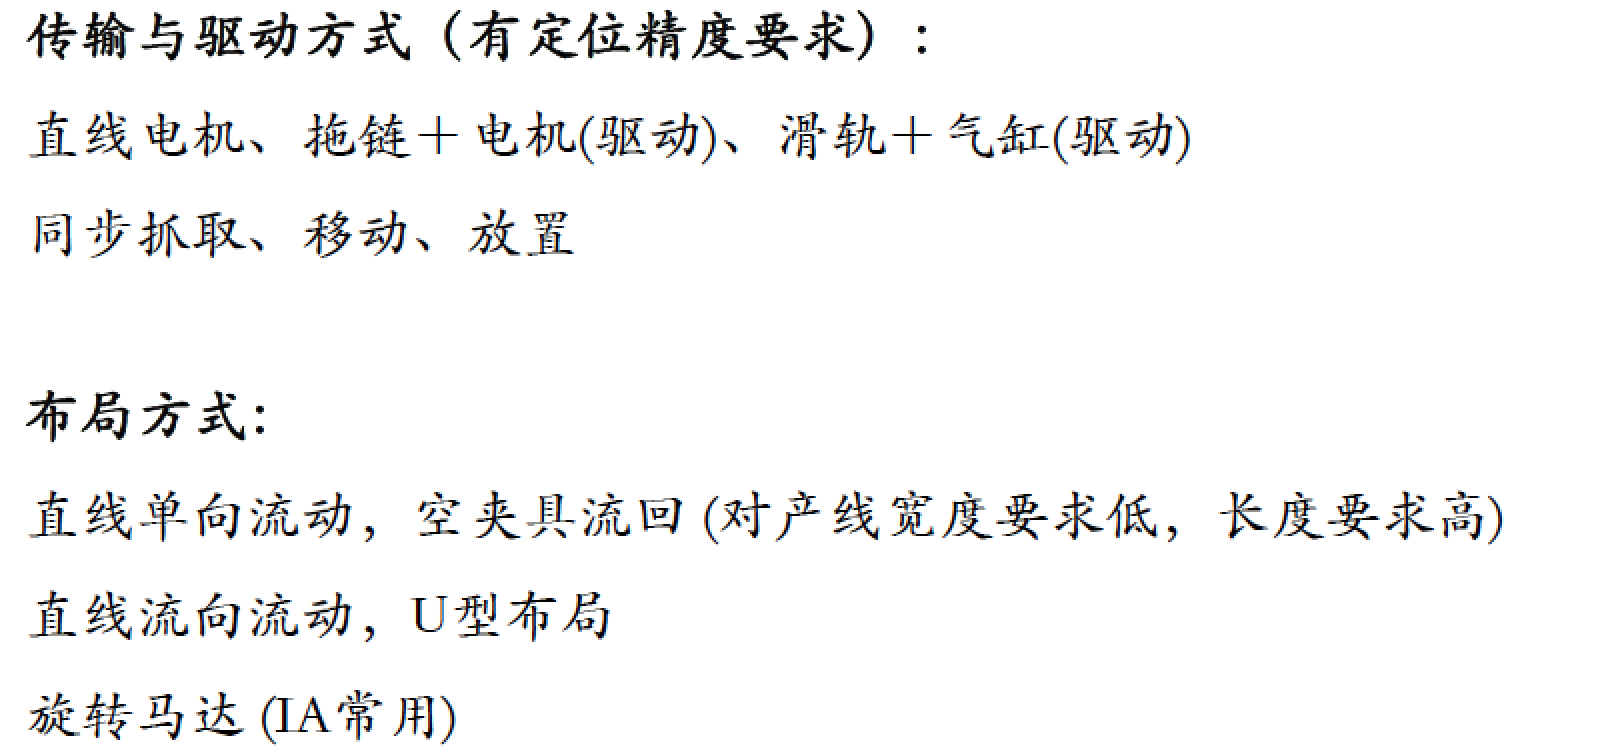 传输与驱动方式（有定位精度要求）：
直线电机、拖链＋电机(驱动)、滑轨＋气缸(驱动)
同步抓取、移动、放置
布局方式:
直线单向流动，空夹具流回 (对产线宽度要求低，长度要求高)
直线流向流动，U型布局
旋转马达 (IA常用)